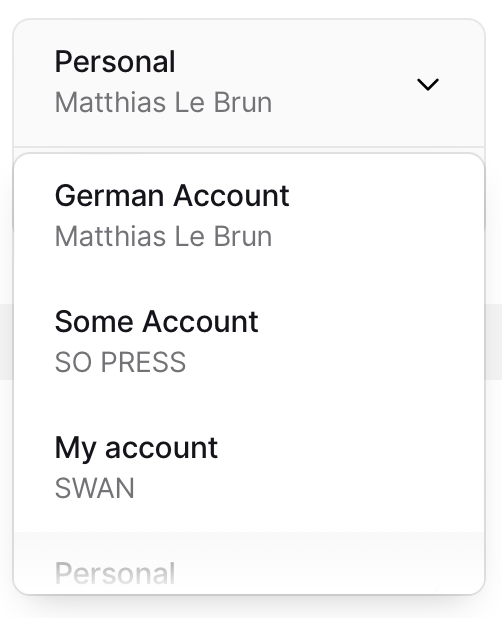 Personal
Matthias Le Brun
German Account
Matthias Le Brun
Some Account
SO PRESS
My account
SWAN
Personal